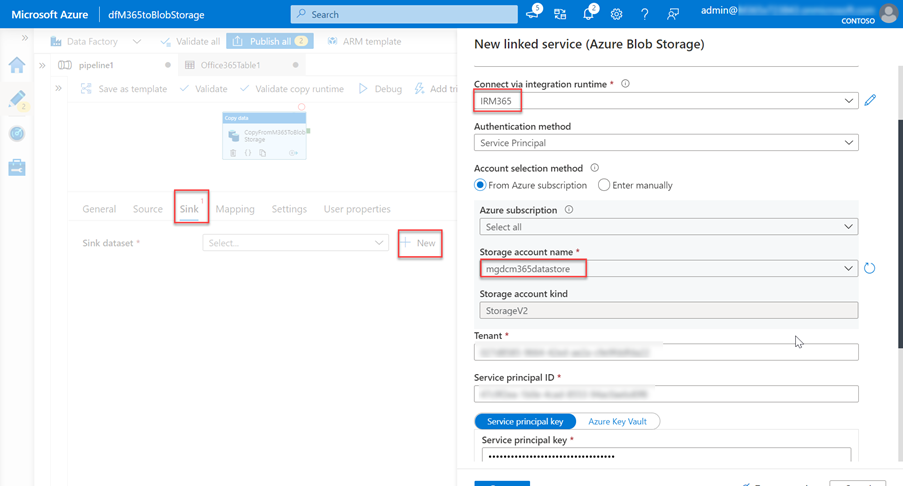 Microsoft Azure
dfM365toBlobStorage
Search
5
2
admin@
CONTOSO
Data Factory
Validate all
Publish all
2
ARM template
pipeline1
Office365Table1
Save as template
Validate
Validate copy runtime
Debug
Add tri
2
Copy data
CopyFromM365ToBlob
Storage
General
Source
Sink
1
Mapping
Settings
User properties
Sink dataset *
Select...
New
New linked service (Azure Blob Storage)
Connect via integration runtime *
IRM365
Authentication method
Service Principal
Account selection method
From Azure subscription
Enter manually
Azure subscription
Select all
Storage account name *
mgdcm365datastore
Storage account kind
StorageV2
Tenant *
Service principal ID *
Service principal key
Azure Key Vault
Service principal key *
••••••••••••••••••••••••••••••••••